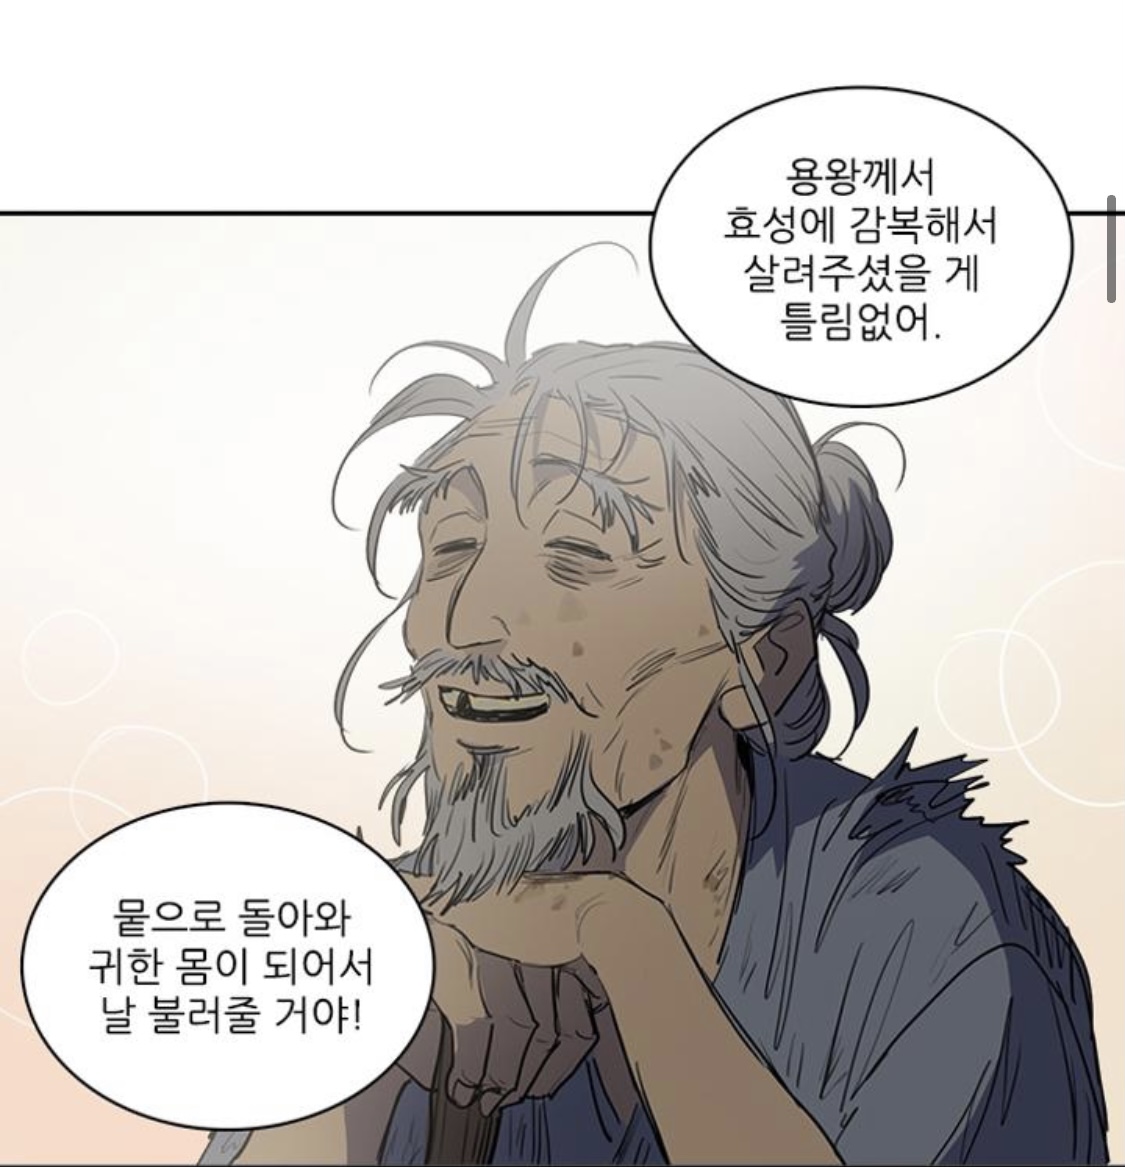 용왕께서
효성에 감복해서
살려주셨을 게
틀림없어.
뭍으로 돌아와
귀한 몸이 되어서
날 불러줄 거야!